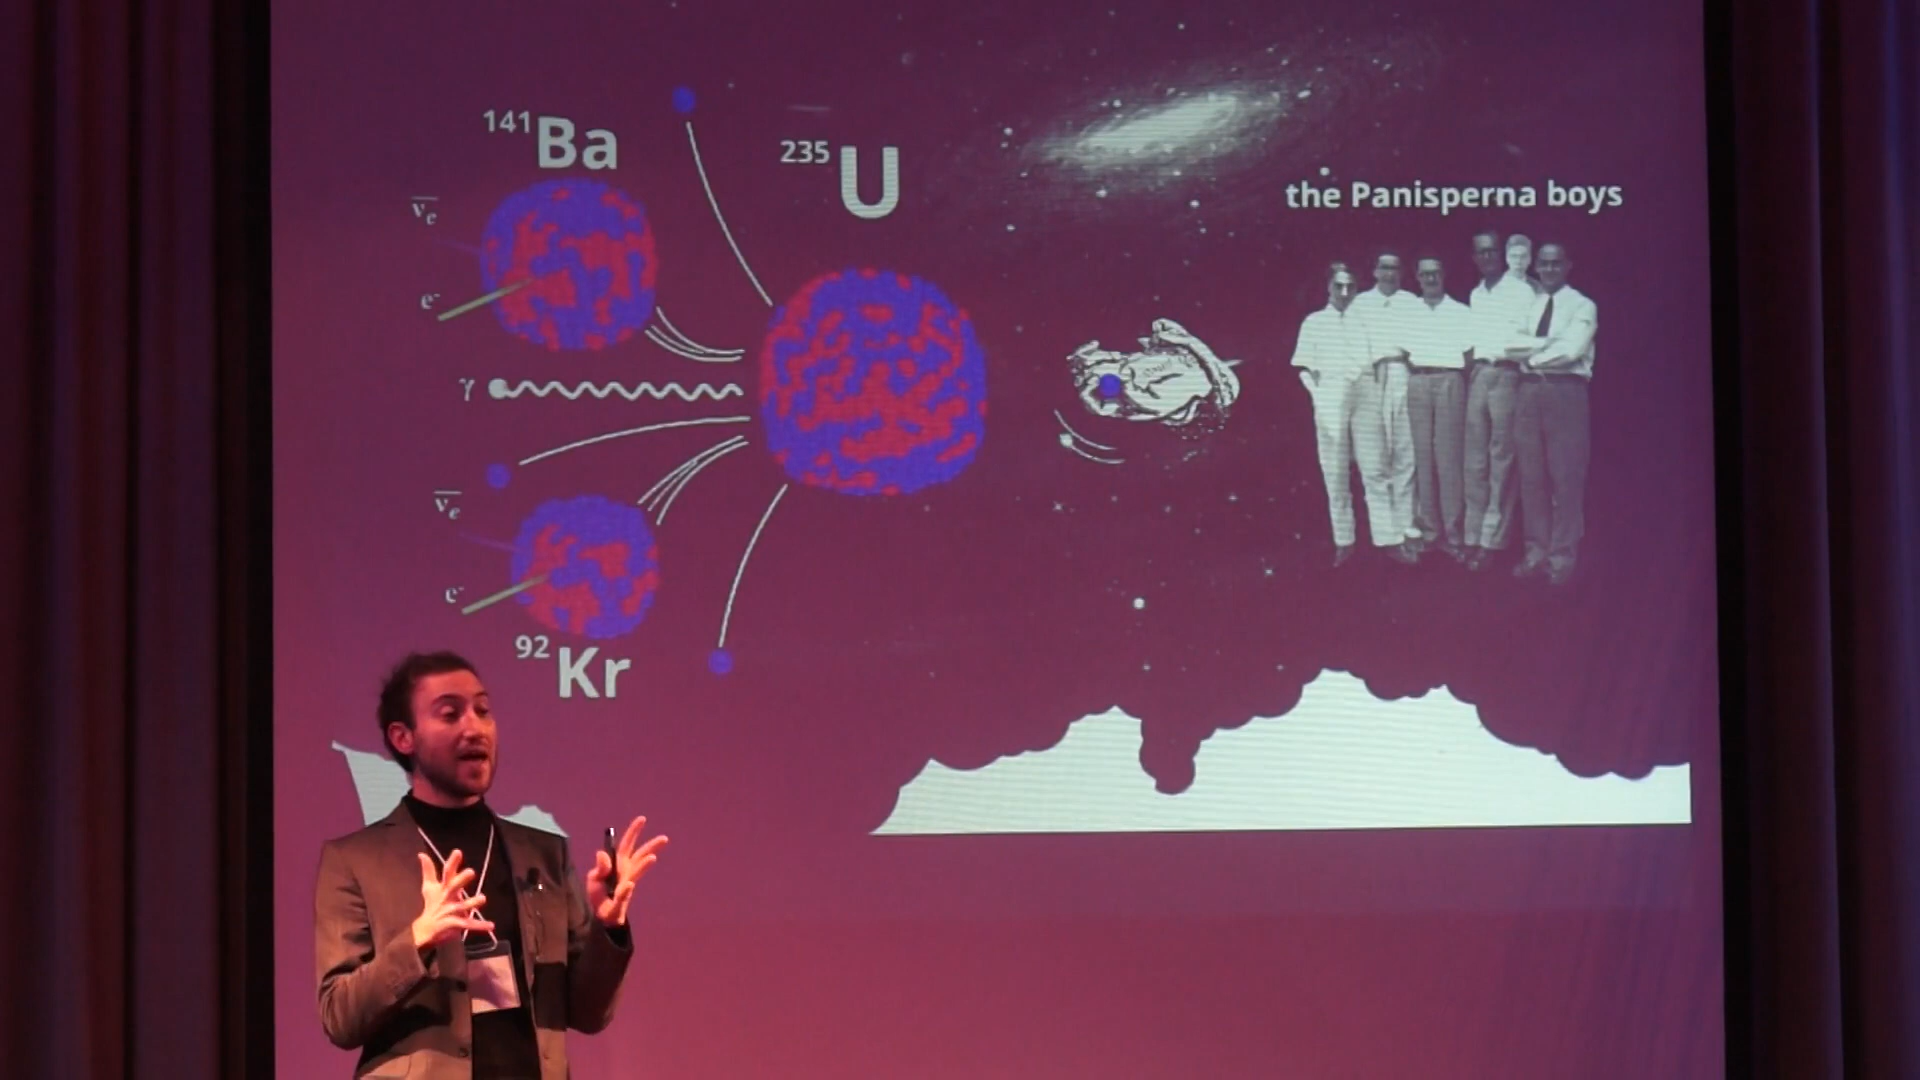 141Ba
235U
the Panisperna boys
ν̅e
e-
γ
ν̅e
e-
92Kr